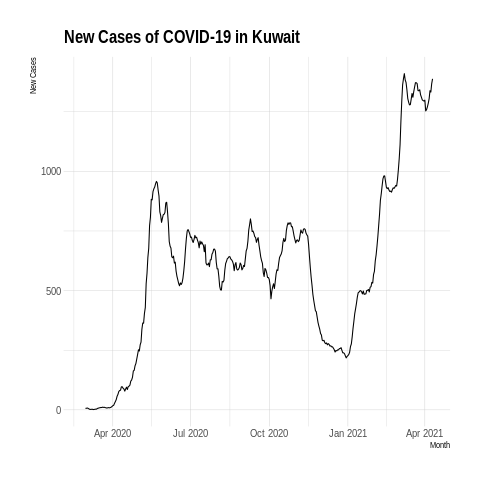 New Cases of COVID-19 in Kuwait
New Cases
1000
500
0
Apr 2020 Jul 2020 Oct 2020 Jan 2021 Apr 2021
Month